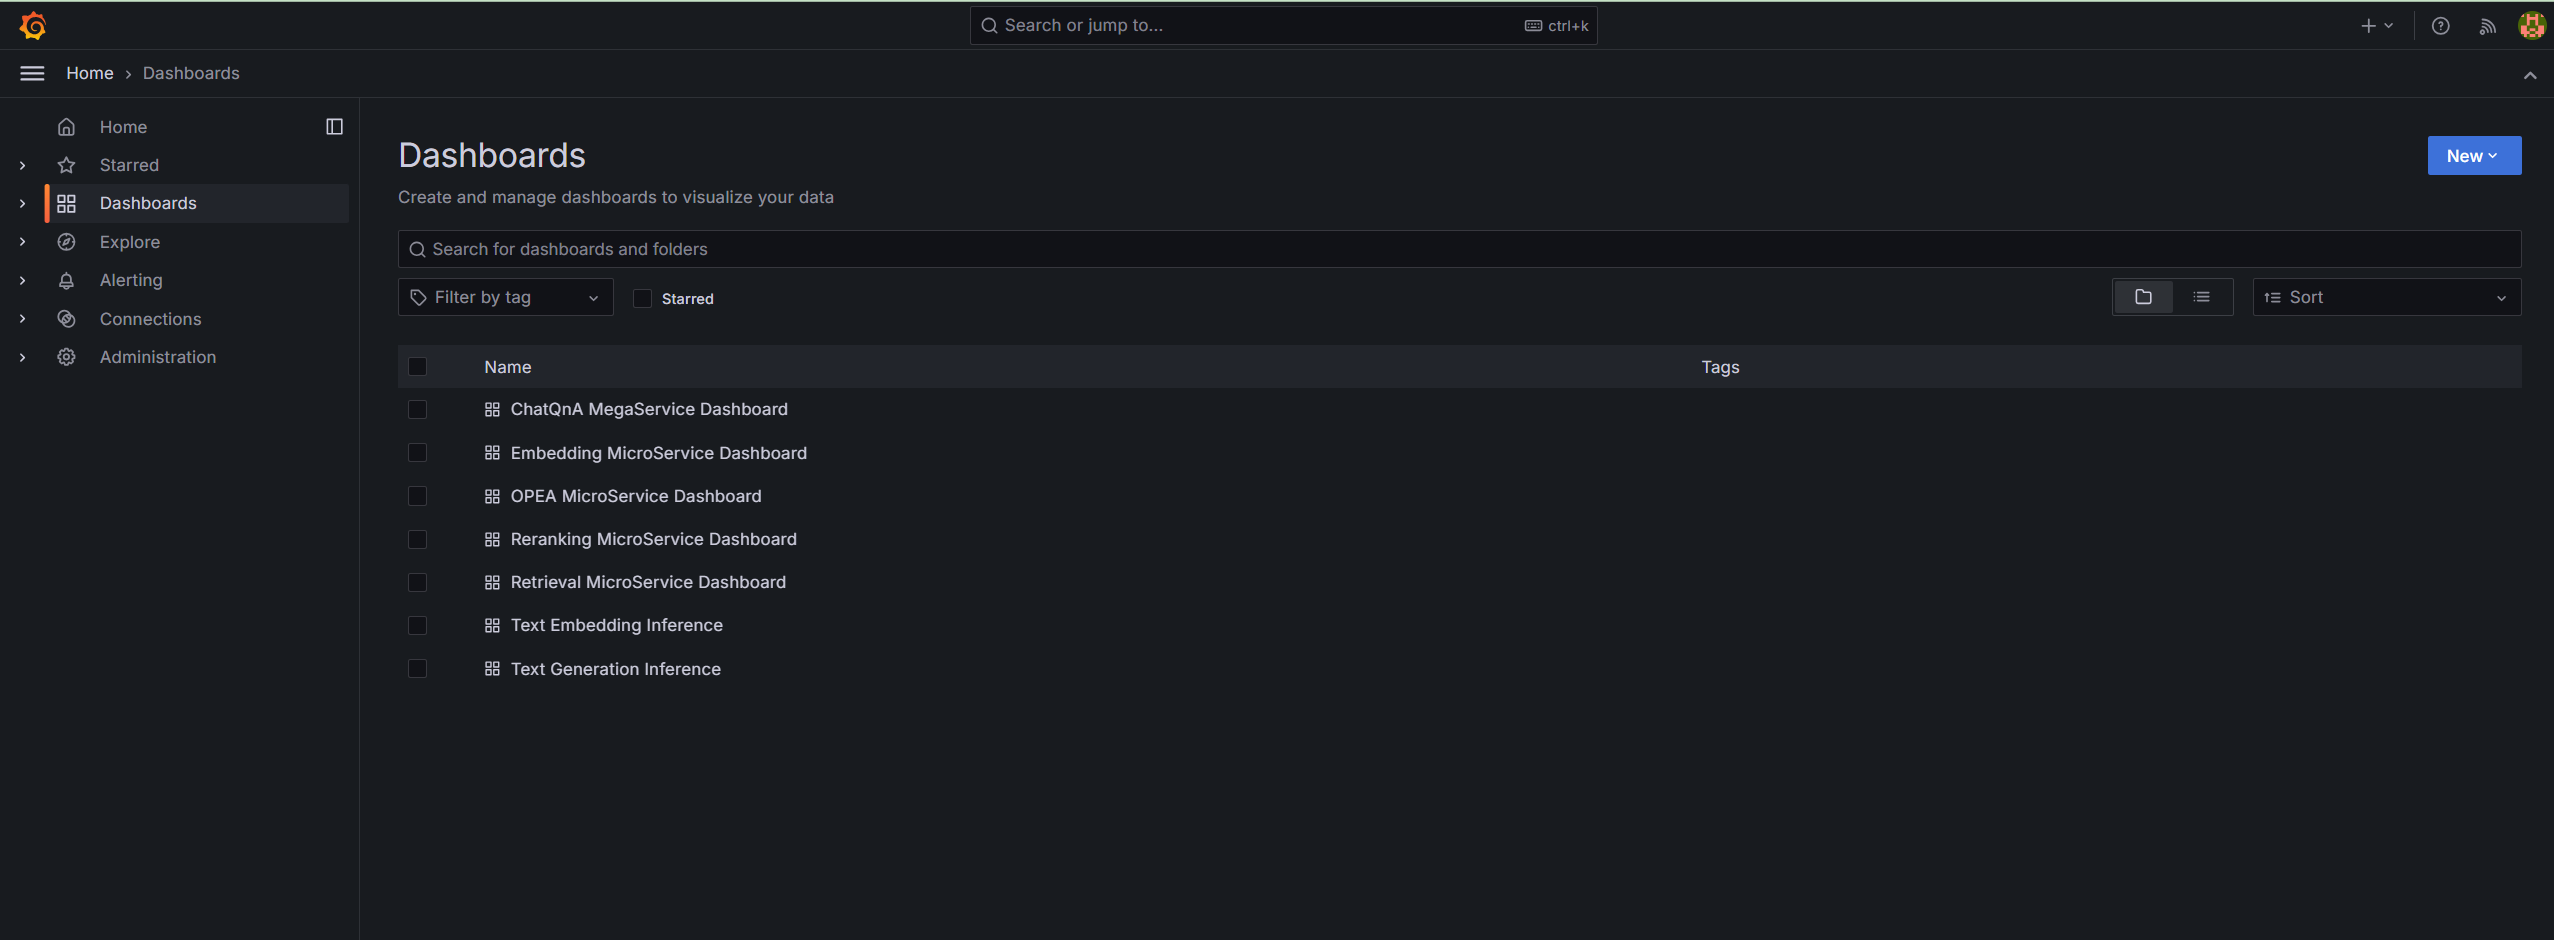 Search or jump to... ctrl+k
Home › Dashboards
Home
Starred
Dashboards
Explore
Alerting
Connections
Administration
Dashboards
New
Create and manage dashboards to visualize your data
Search for dashboards and folders
Filter by tag
Starred
Sort
Name Tags
ChatQnA MegaService Dashboard
Embedding MicroService Dashboard
OPEA MicroService Dashboard
Reranking MicroService Dashboard
Retrieval MicroService Dashboard
Text Embedding Inference
Text Generation Inference